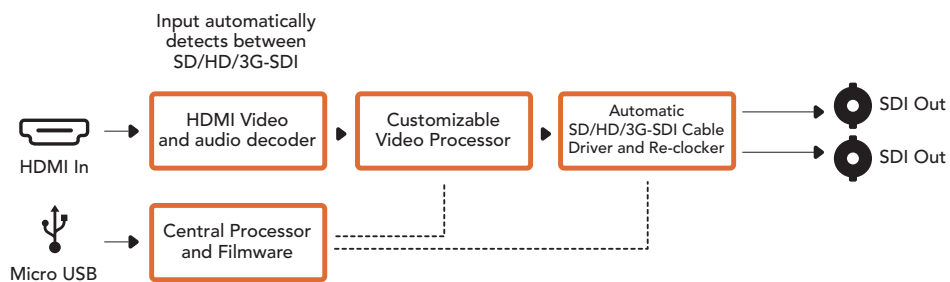 Input automatically
detects between
SD/HD/3G-SDI
HDMI In
HDMI Video
and audio decoder
Customizable
Video Processor
Automatic
SD/HD/3G-SDI Cable
Driver and Re-clocker
SDI Out
SDI Out
Micro USB
Central Processor
and Filmware